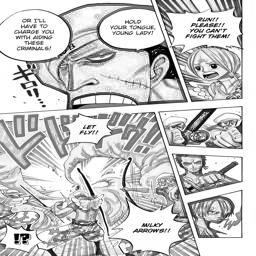 RUN!!
PLEASE!!
YOU CAN'T
FIGHT THEM!
HOLD
YOUR TONGUE,
YOUNG LADY!
OR I'LL
HAVE TO
CHARGE YOU
WITH AIDING
THESE
CRIMINALS!
LET
FLY!!
MILKY
ARROWS!!
!?